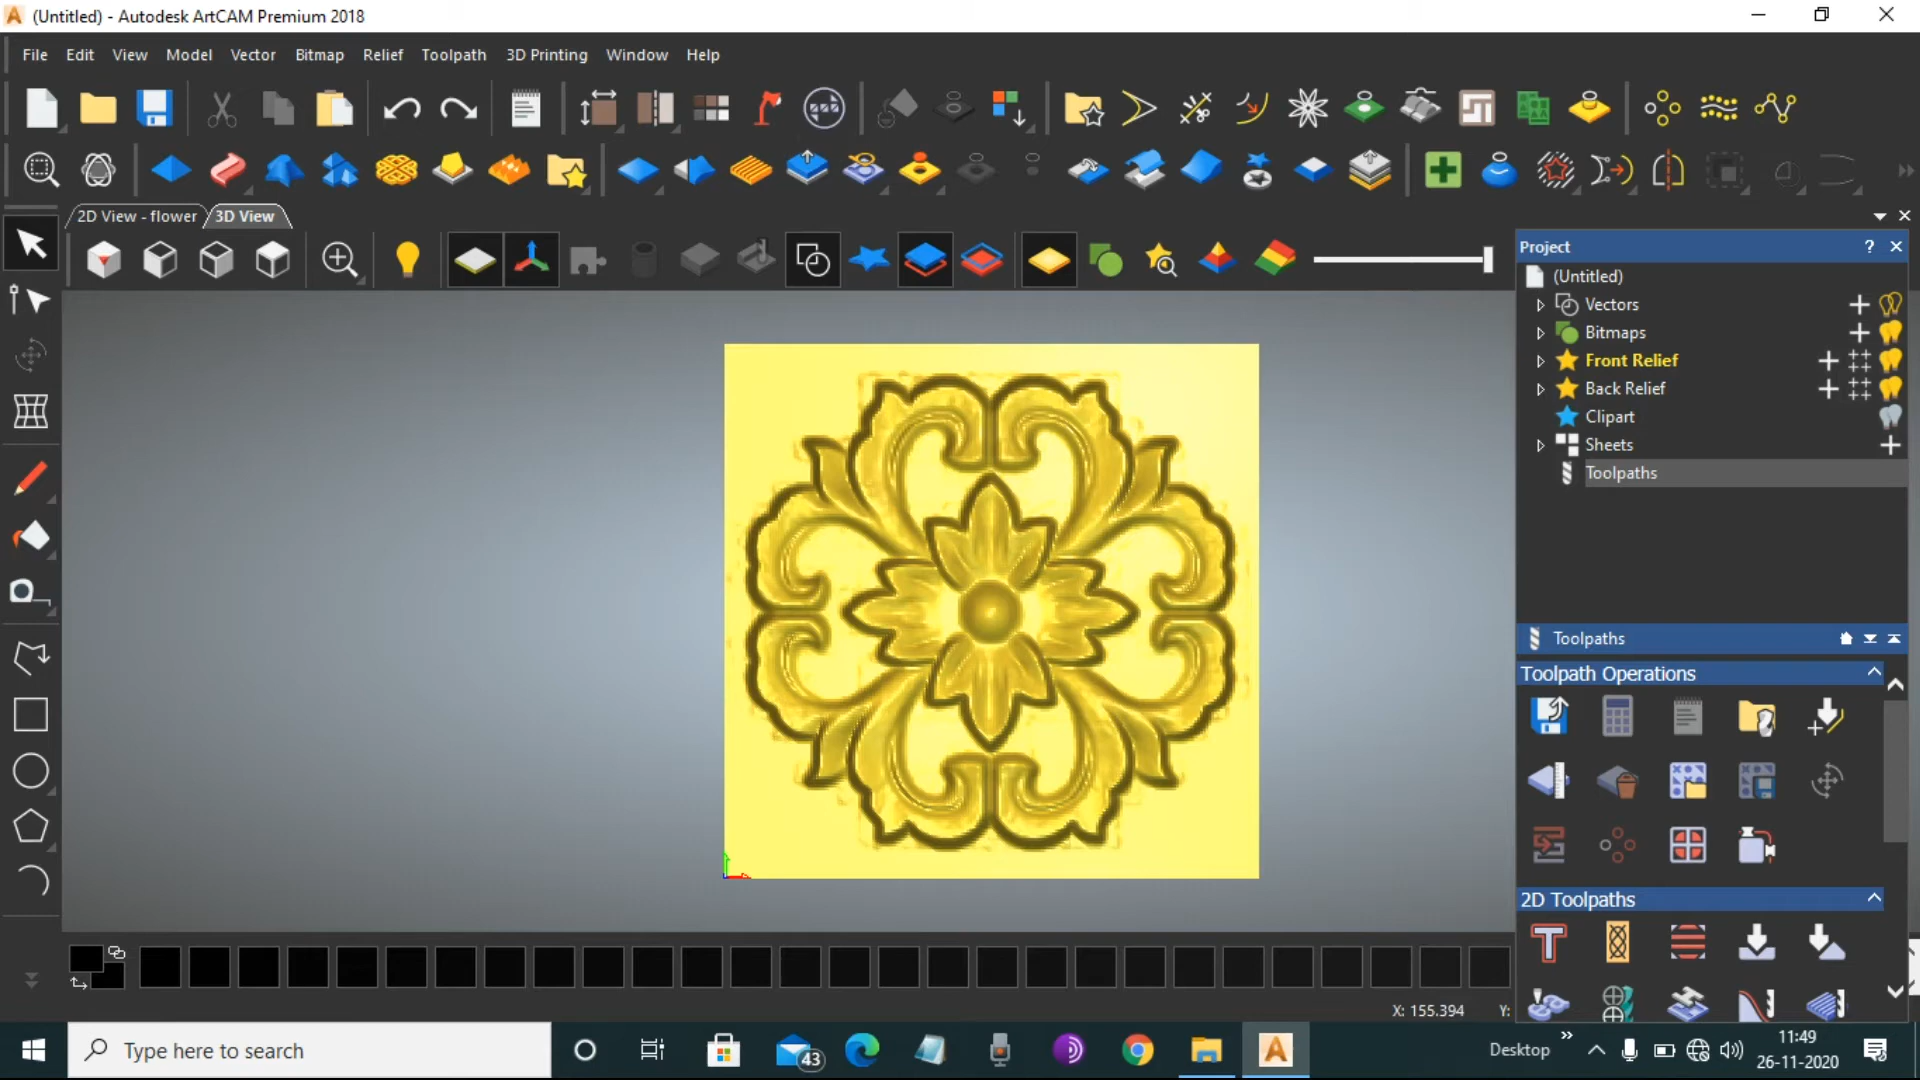 (Untitled) - Autodesk ArtCAM Premium 2018
File Edit View Model Vector Bitmap Relief Toolpath 3D Printing Window Help
2D View - flower 3D View
Project ?
(Untitled)
Vectors
Bitmaps
Front Relief
Back Relief
Clipart
Sheets
Toolpaths
Toolpaths
Toolpath Operations
2D Toolpaths
X: 155.394 Y:
Type here to search
43
Desktop
11:49
26-11-2020